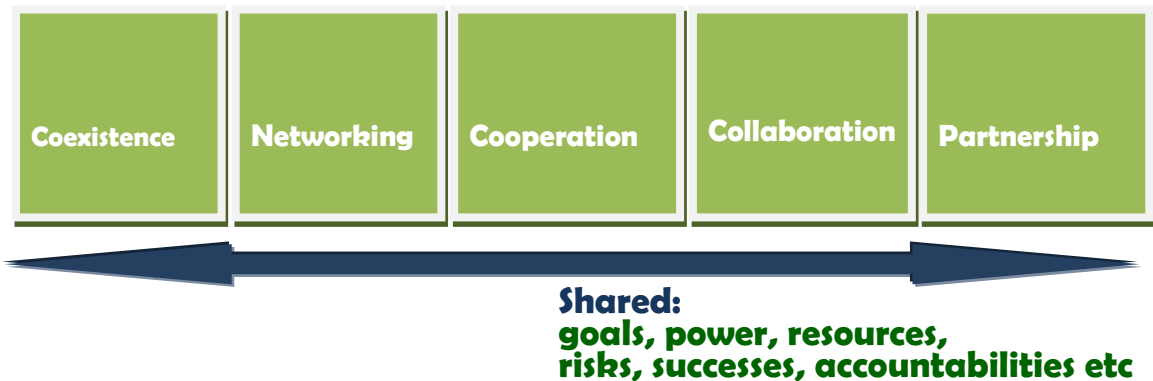 Coexistence
Networking
Cooperation
Collaboration
Partnership
Shared:
goals, power, resources,
risks, successes, accountabilities etc